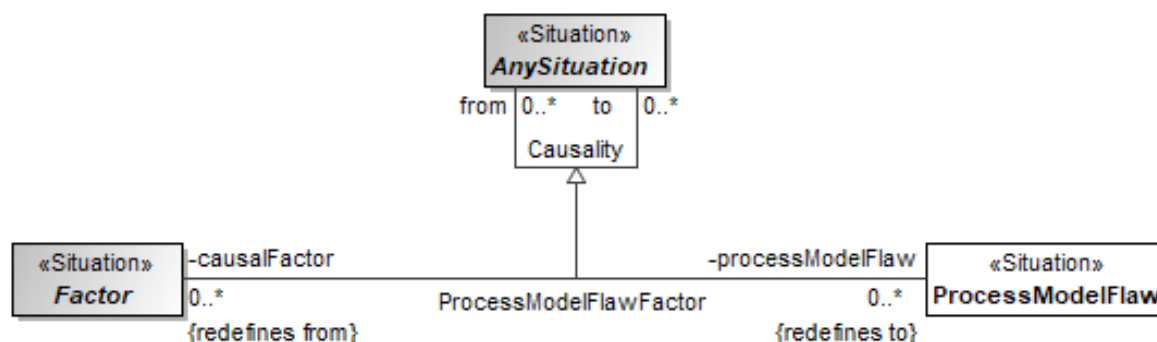 «Situation»
AnySituation
from 0..* to 0..*
Causality
«Situation»
Factor
-causalFactor
0..*
{redefines from}
ProcessModelFlawFactor
-processModelFlaw
0..*
{redefines to}
«Situation»
ProcessModelFlaw